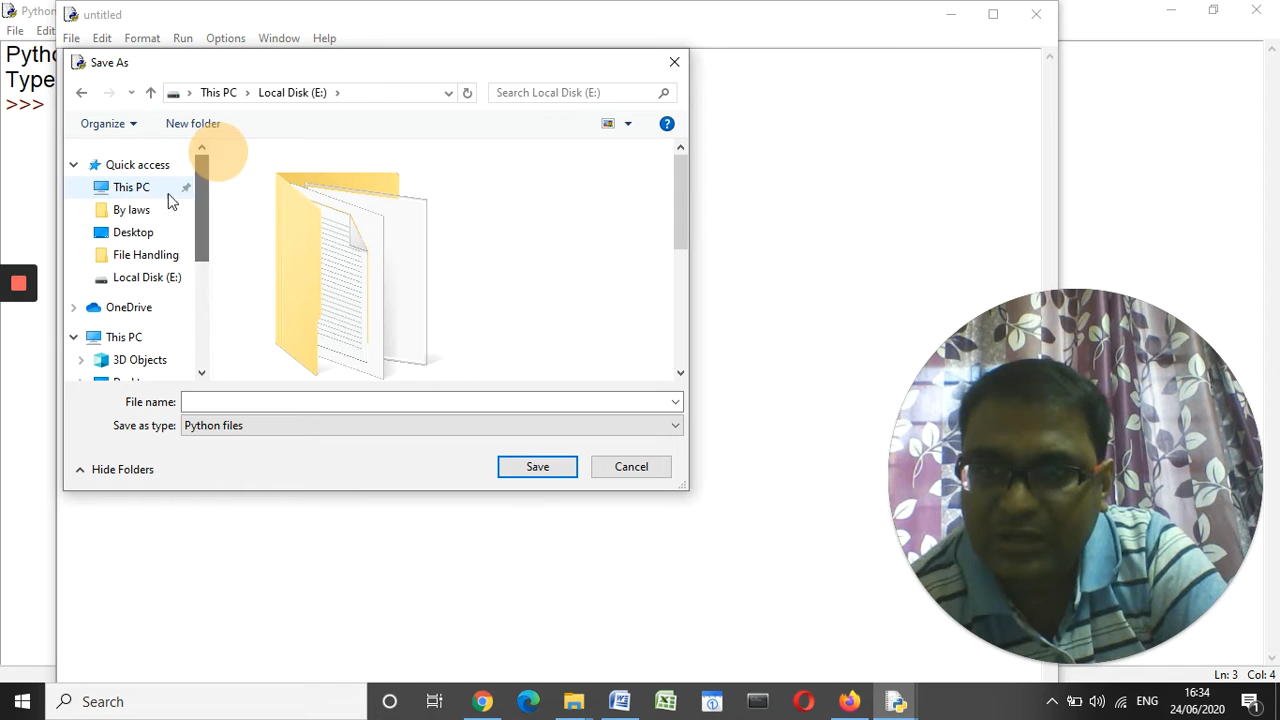 Python
untitled
File Edit
File Edit Format Run Options Window Help
Pytho
Type
>>>
Save As
This PC Local Disk (E:)
Search Local Disk (E:)
Organize New folder
Quick access
This PC
By laws
Desktop
File Handling
Local Disk (E:)
OneDrive
This PC
3D Objects
File name:
Save as type: Python files
Hide Folders
Save Cancel
Ln: 3 Col: 4
Search
ENG
16:34
24/06/2020